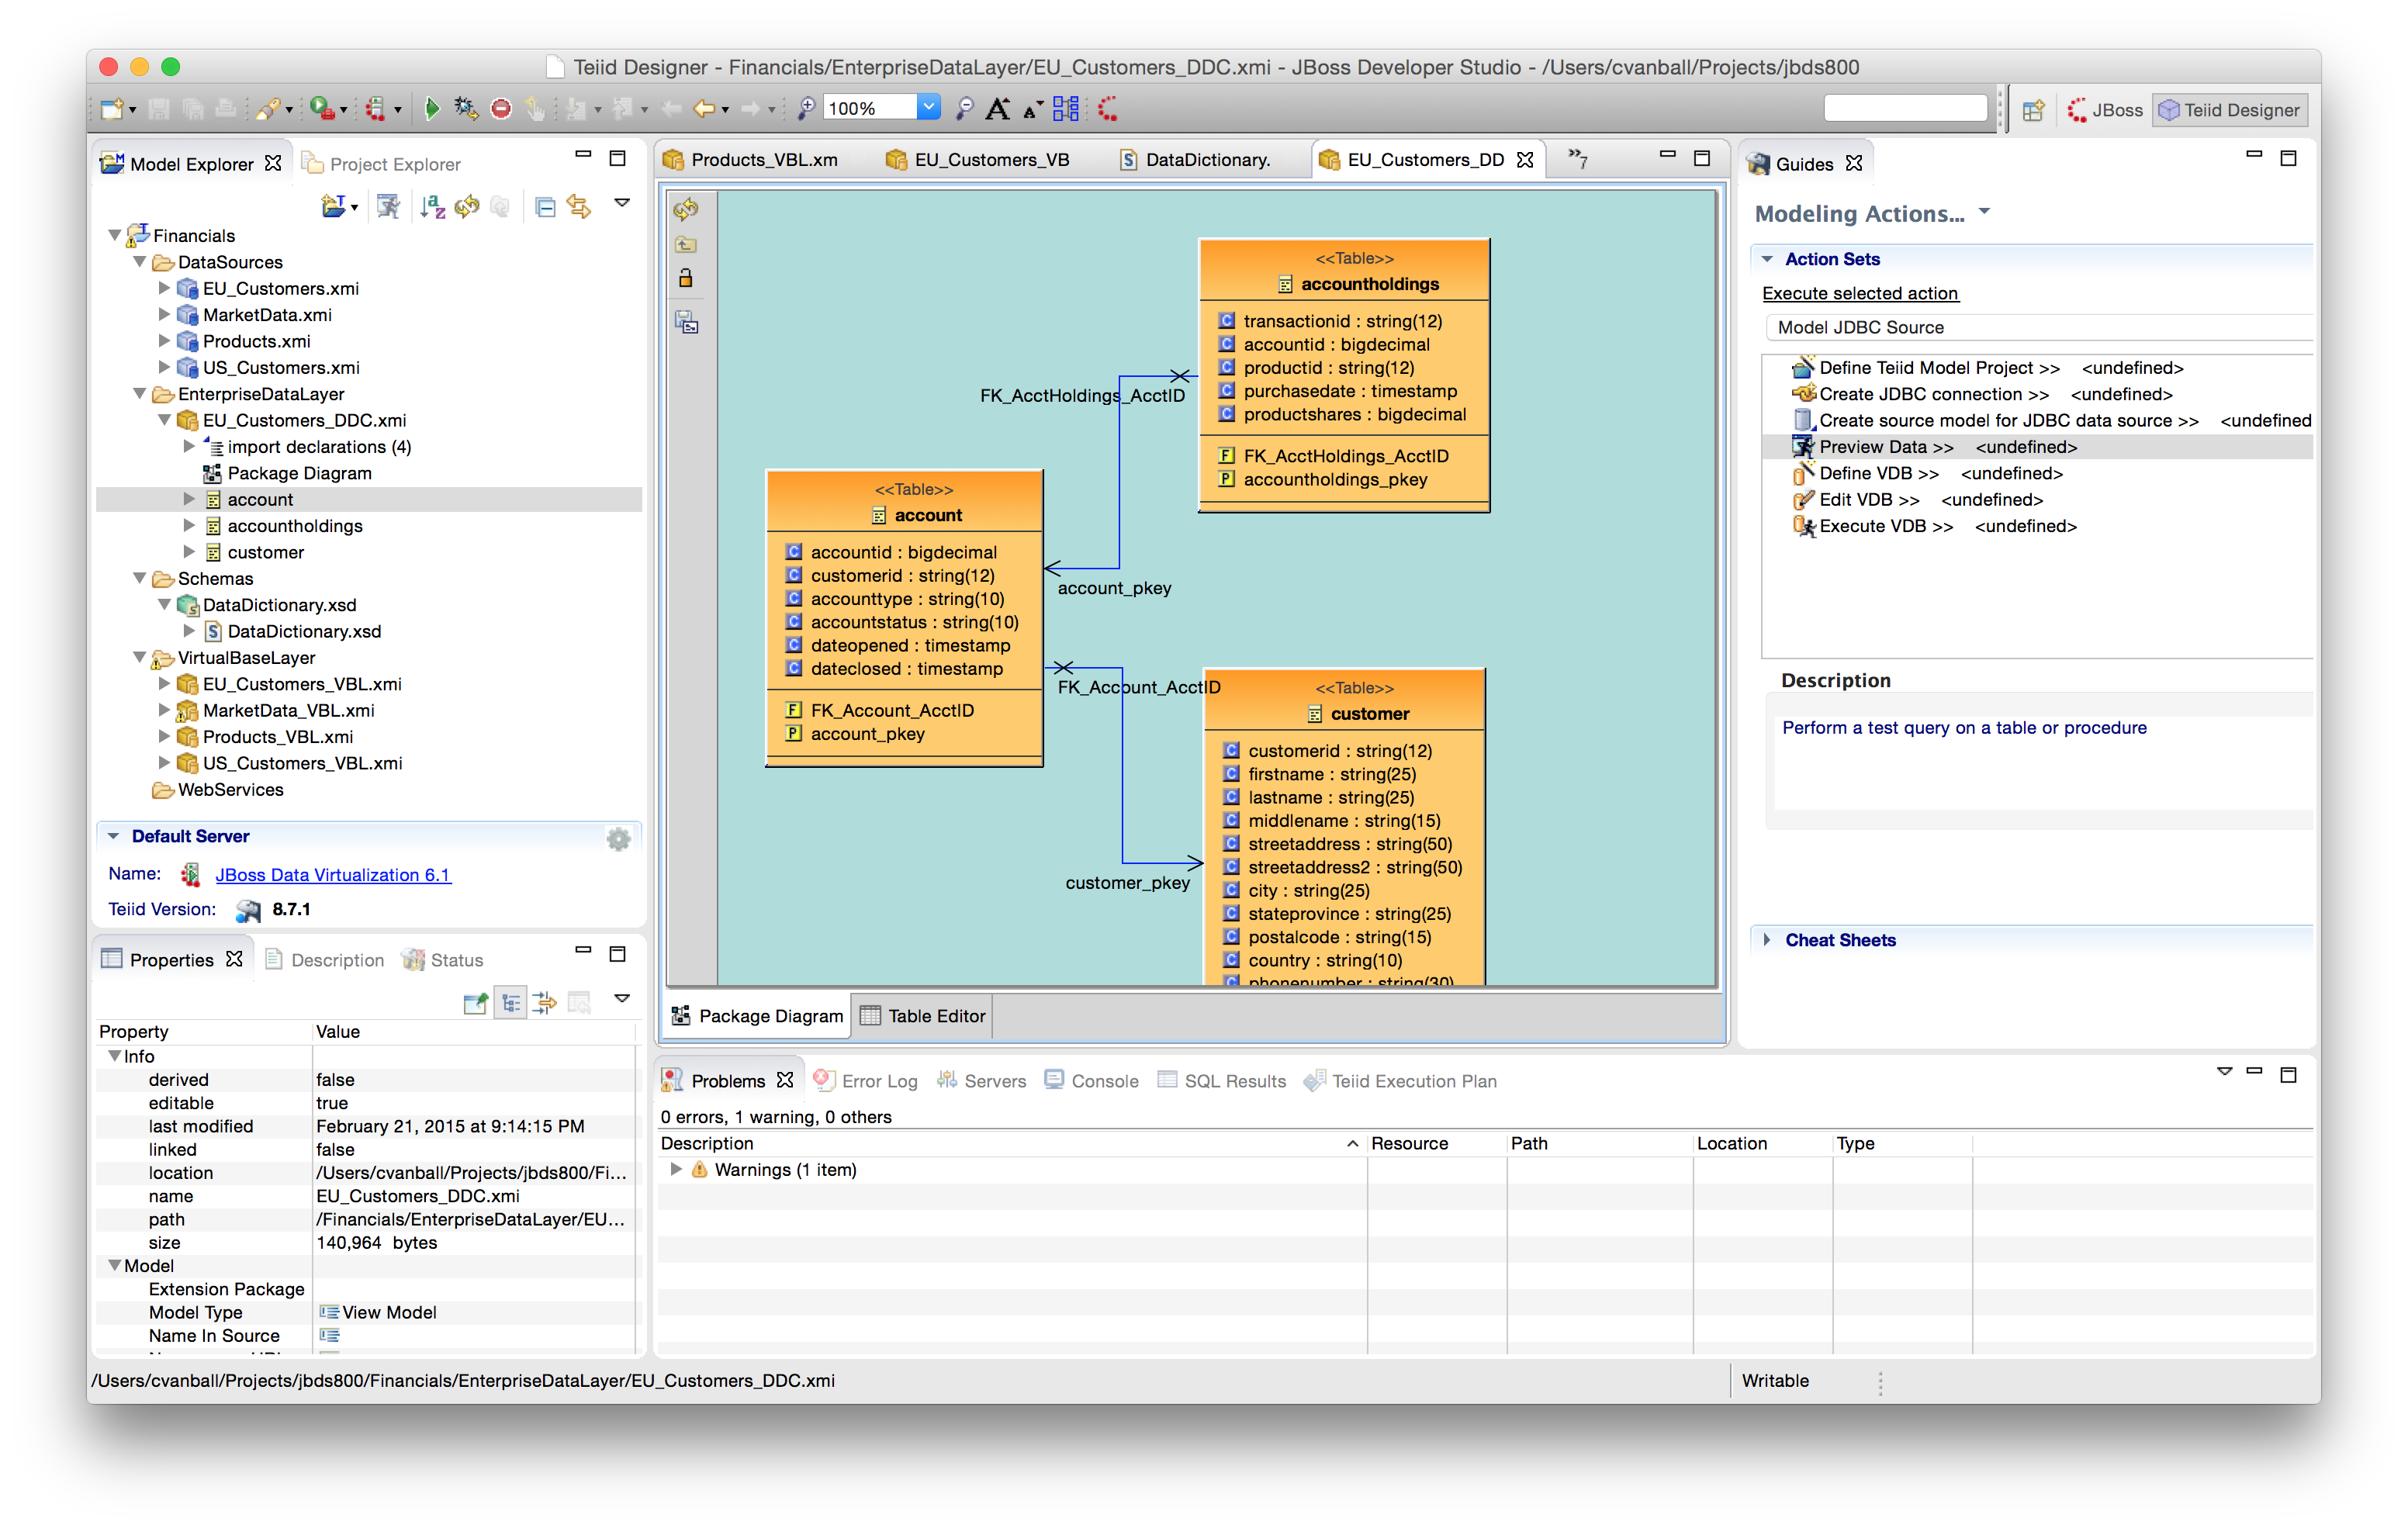 Teiid Designer - Financials/EnterpriseDataLayer/EU_Customers_DDC.xmi - JBoss Developer Studio - /Users/cvanball/Projects/jbds800
100%
JBoss
Teiid Designer
Model Explorer
Project Explorer
Financials
DataSources
EU_Customers.xmi
MarketData.xmi
Products.xmi
US_Customers.xmi
EnterpriseDataLayer
EU_Customers_DDC.xmi
import declarations (4)
Package Diagram
account
accountholdings
customer
Schemas
DataDictionary.xsd
DataDictionary.xsd
VirtualBaseLayer
EU_Customers_VBL.xmi
MarketData_VBL.xmi
Products_VBL.xmi
US_Customers_VBL.xmi
WebServices
Default Server
Name: JBoss Data Virtualization 6.1
Teiid Version: 8.7.1
Properties
Description
Status
Property Value
Info
derived false
editable true
last modified February 21, 2015 at 9:14:15 PM
linked false
location /Users/cvanball/Projects/jbds800/Fi...
name EU_Customers_DDC.xmi
path /Financials/EnterpriseDataLayer/EU...
size 140,964 bytes
Model
Extension Package
Model Type View Model
Name In Source
Products_VBL.xm
EU_Customers_VB
DataDictionary.
EU_Customers_DD
»7
<<Table>>
accountholdings
transactionid : string(12)
accountid : bigdecimal
productid : string(12)
purchasedate : timestamp
productshares : bigdecimal
FK_AcctHoldings_AcctID
accountholdings_pkey
FK_AcctHoldings_AcctID
account_pkey
<<Table>>
account
accountid : bigdecimal
customerid : string(12)
accounttype : string(10)
accountstatus : string(10)
dateopened : timestamp
dateclosed : timestamp
FK_Account_AcctID
account_pkey
FK_Account_AcctID
customer_pkey
<<Table>>
customer
customerid : string(12)
firstname : string(25)
lastname : string(25)
middlename : string(15)
streetaddress : string(50)
streetaddress2 : string(50)
city : string(25)
stateprovince : string(25)
postalcode : string(15)
country : string(10)
phonenumber : string(30)
Package Diagram
Table Editor
Guides
Modeling Actions...
Action Sets
Execute selected action
Model JDBC Source
Define Teiid Model Project >> <undefined>
Create JDBC connection >> <undefined>
Create source model for JDBC data source >> <undefined
Preview Data >> <undefined>
Define VDB >> <undefined>
Edit VDB >> <undefined>
Execute VDB >> <undefined>
Description
Perform a test query on a table or procedure
Cheat Sheets
Problems
Error Log
Servers
Console
SQL Results
Teiid Execution Plan
0 errors, 1 warning, 0 others
Description Resource Path Location Type
Warnings (1 item)
/Users/cvanball/Projects/jbds800/Financials/EnterpriseDataLayer/EU_Customers_DDC.xmi
Writable